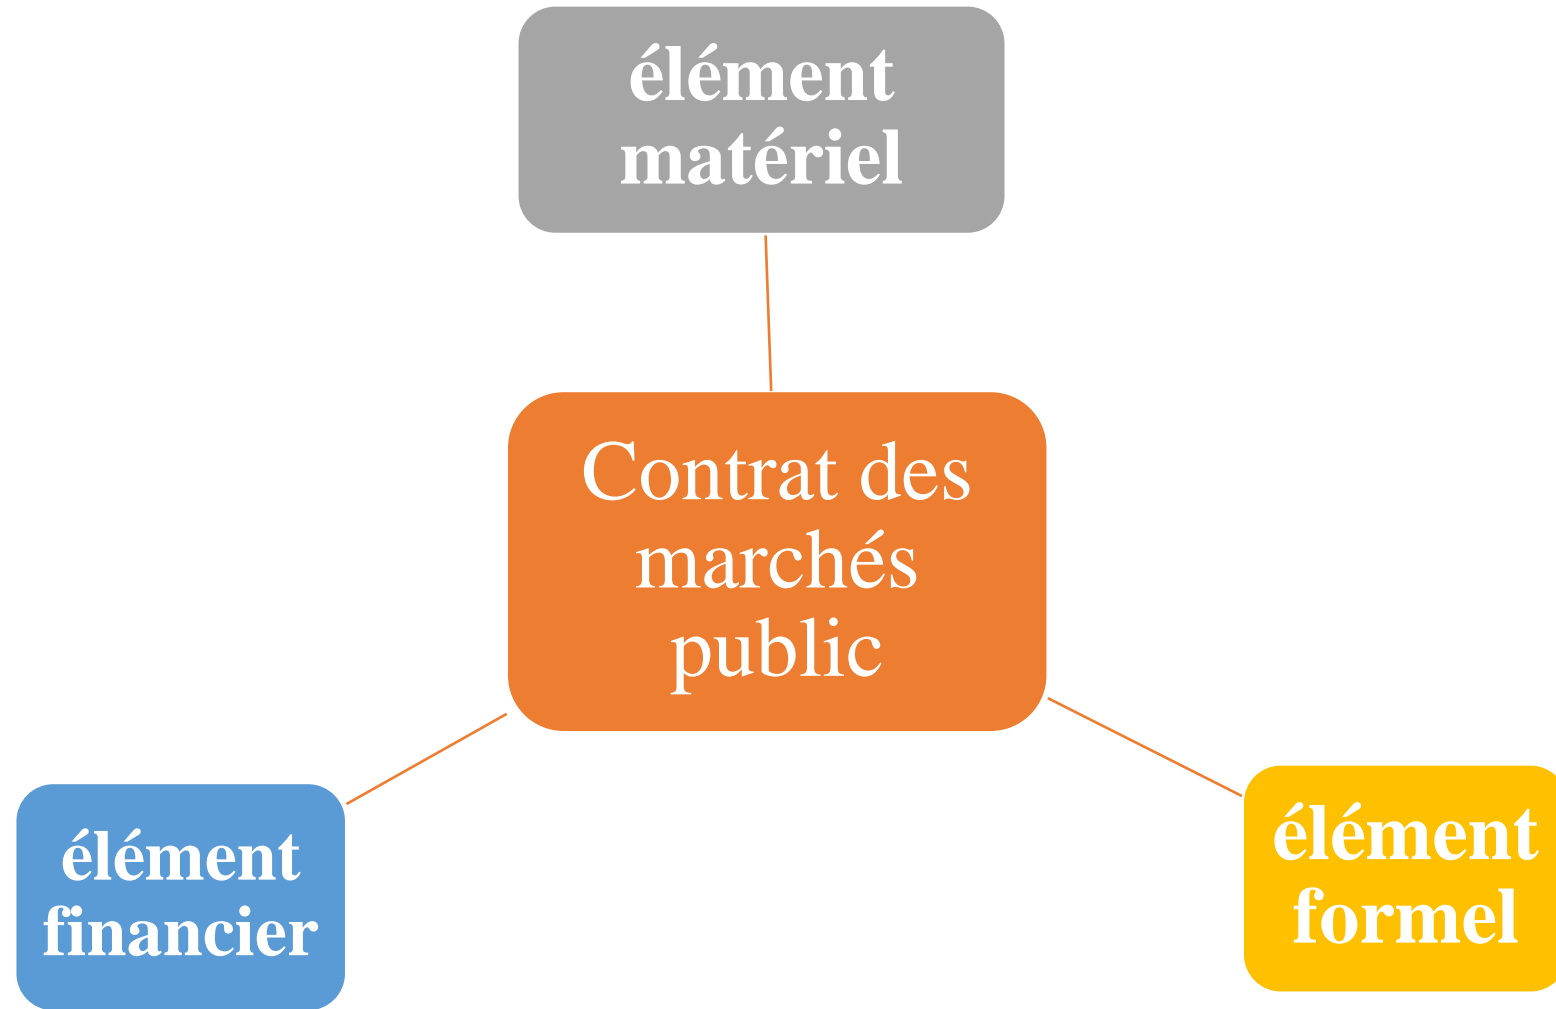 élément
matériel
Contrat des
marchés
public
élément
financier
élément
formel